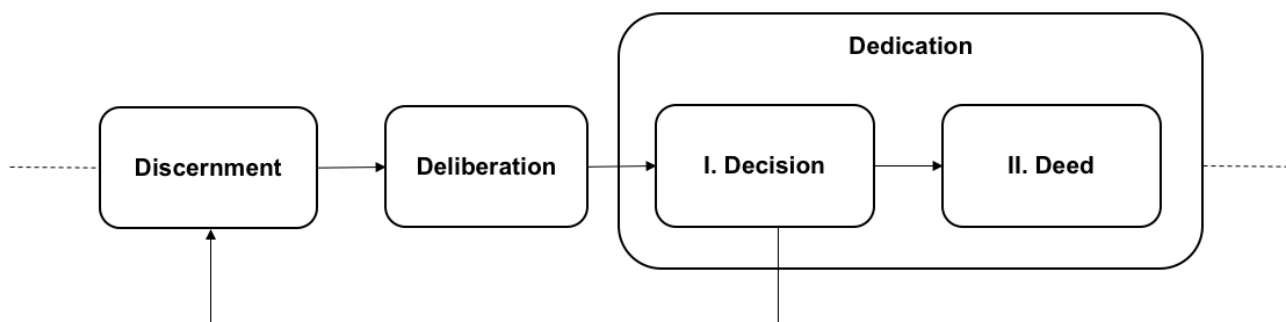 Dedication
Discernment
Deliberation
I. Decision
II. Deed